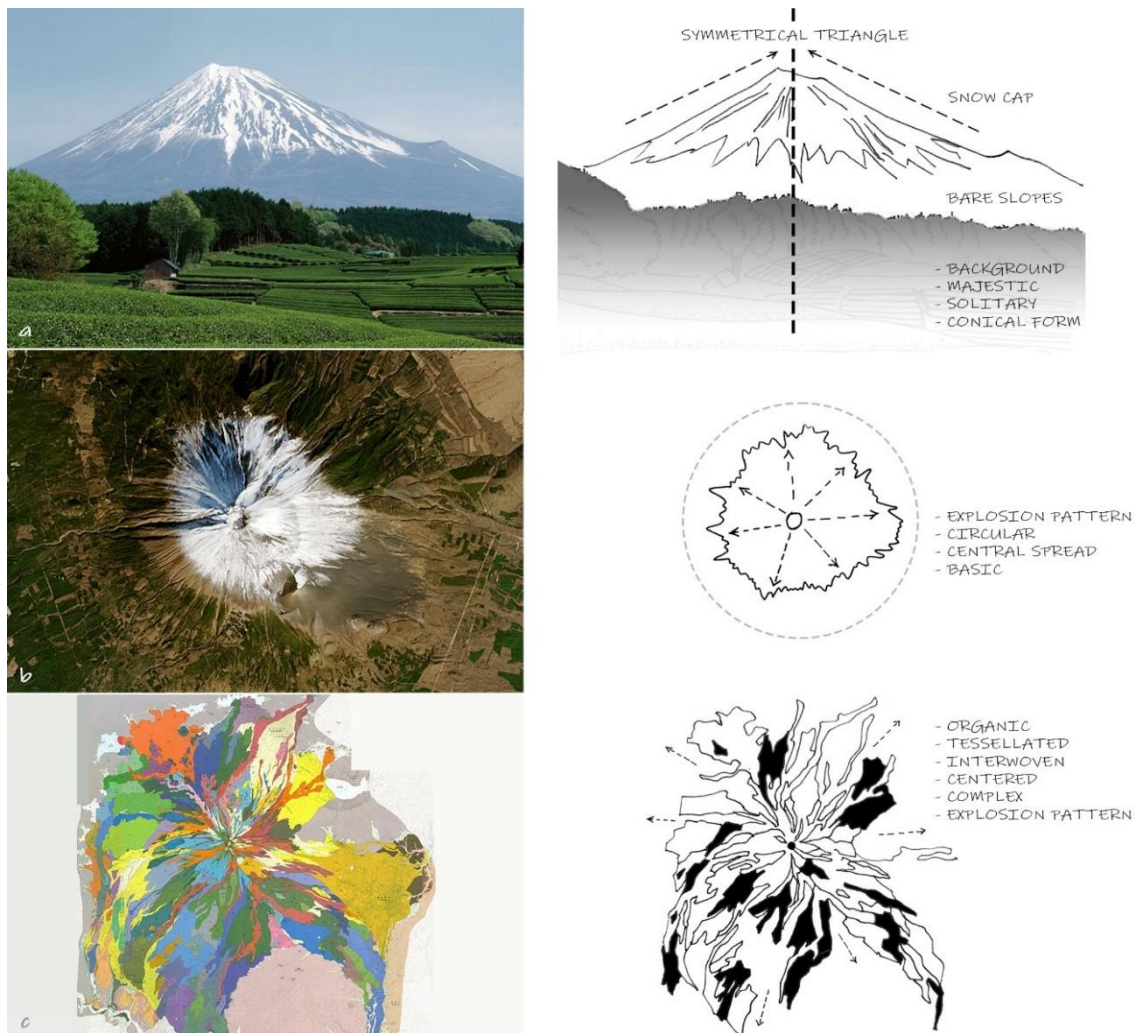 SYMMETRICAL TRIANGLE
SNOW CAP
BARE SLOPES
- BACKGROUND
- MAJESTIC
- SOLITARY
- CONICAL FORM
a
- EXPLOSION PATTERN
- CIRCULAR
- CENTRAL SPREAD
- BASIC
b
- ORGANIC
- TESSELLATED
- INTERWOVEN
- CENTERED
- COMPLEX
- EXPLOSION PATTERN
c